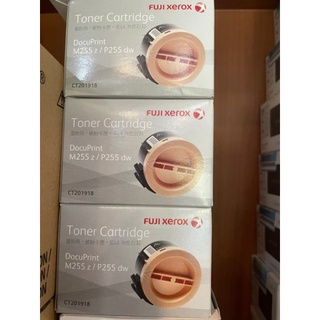 FUJI XEROX
Toner Cartridge
DocuPrint
M255 z / P255 dw
CT201918
FUJI XEROX
Toner Cartridge
DocuPrint
M255 z / P255 dw
CT201918
FUJI XEROX
Toner Cartridge
DocuPrint
M255 z / P255 dw
CT201918